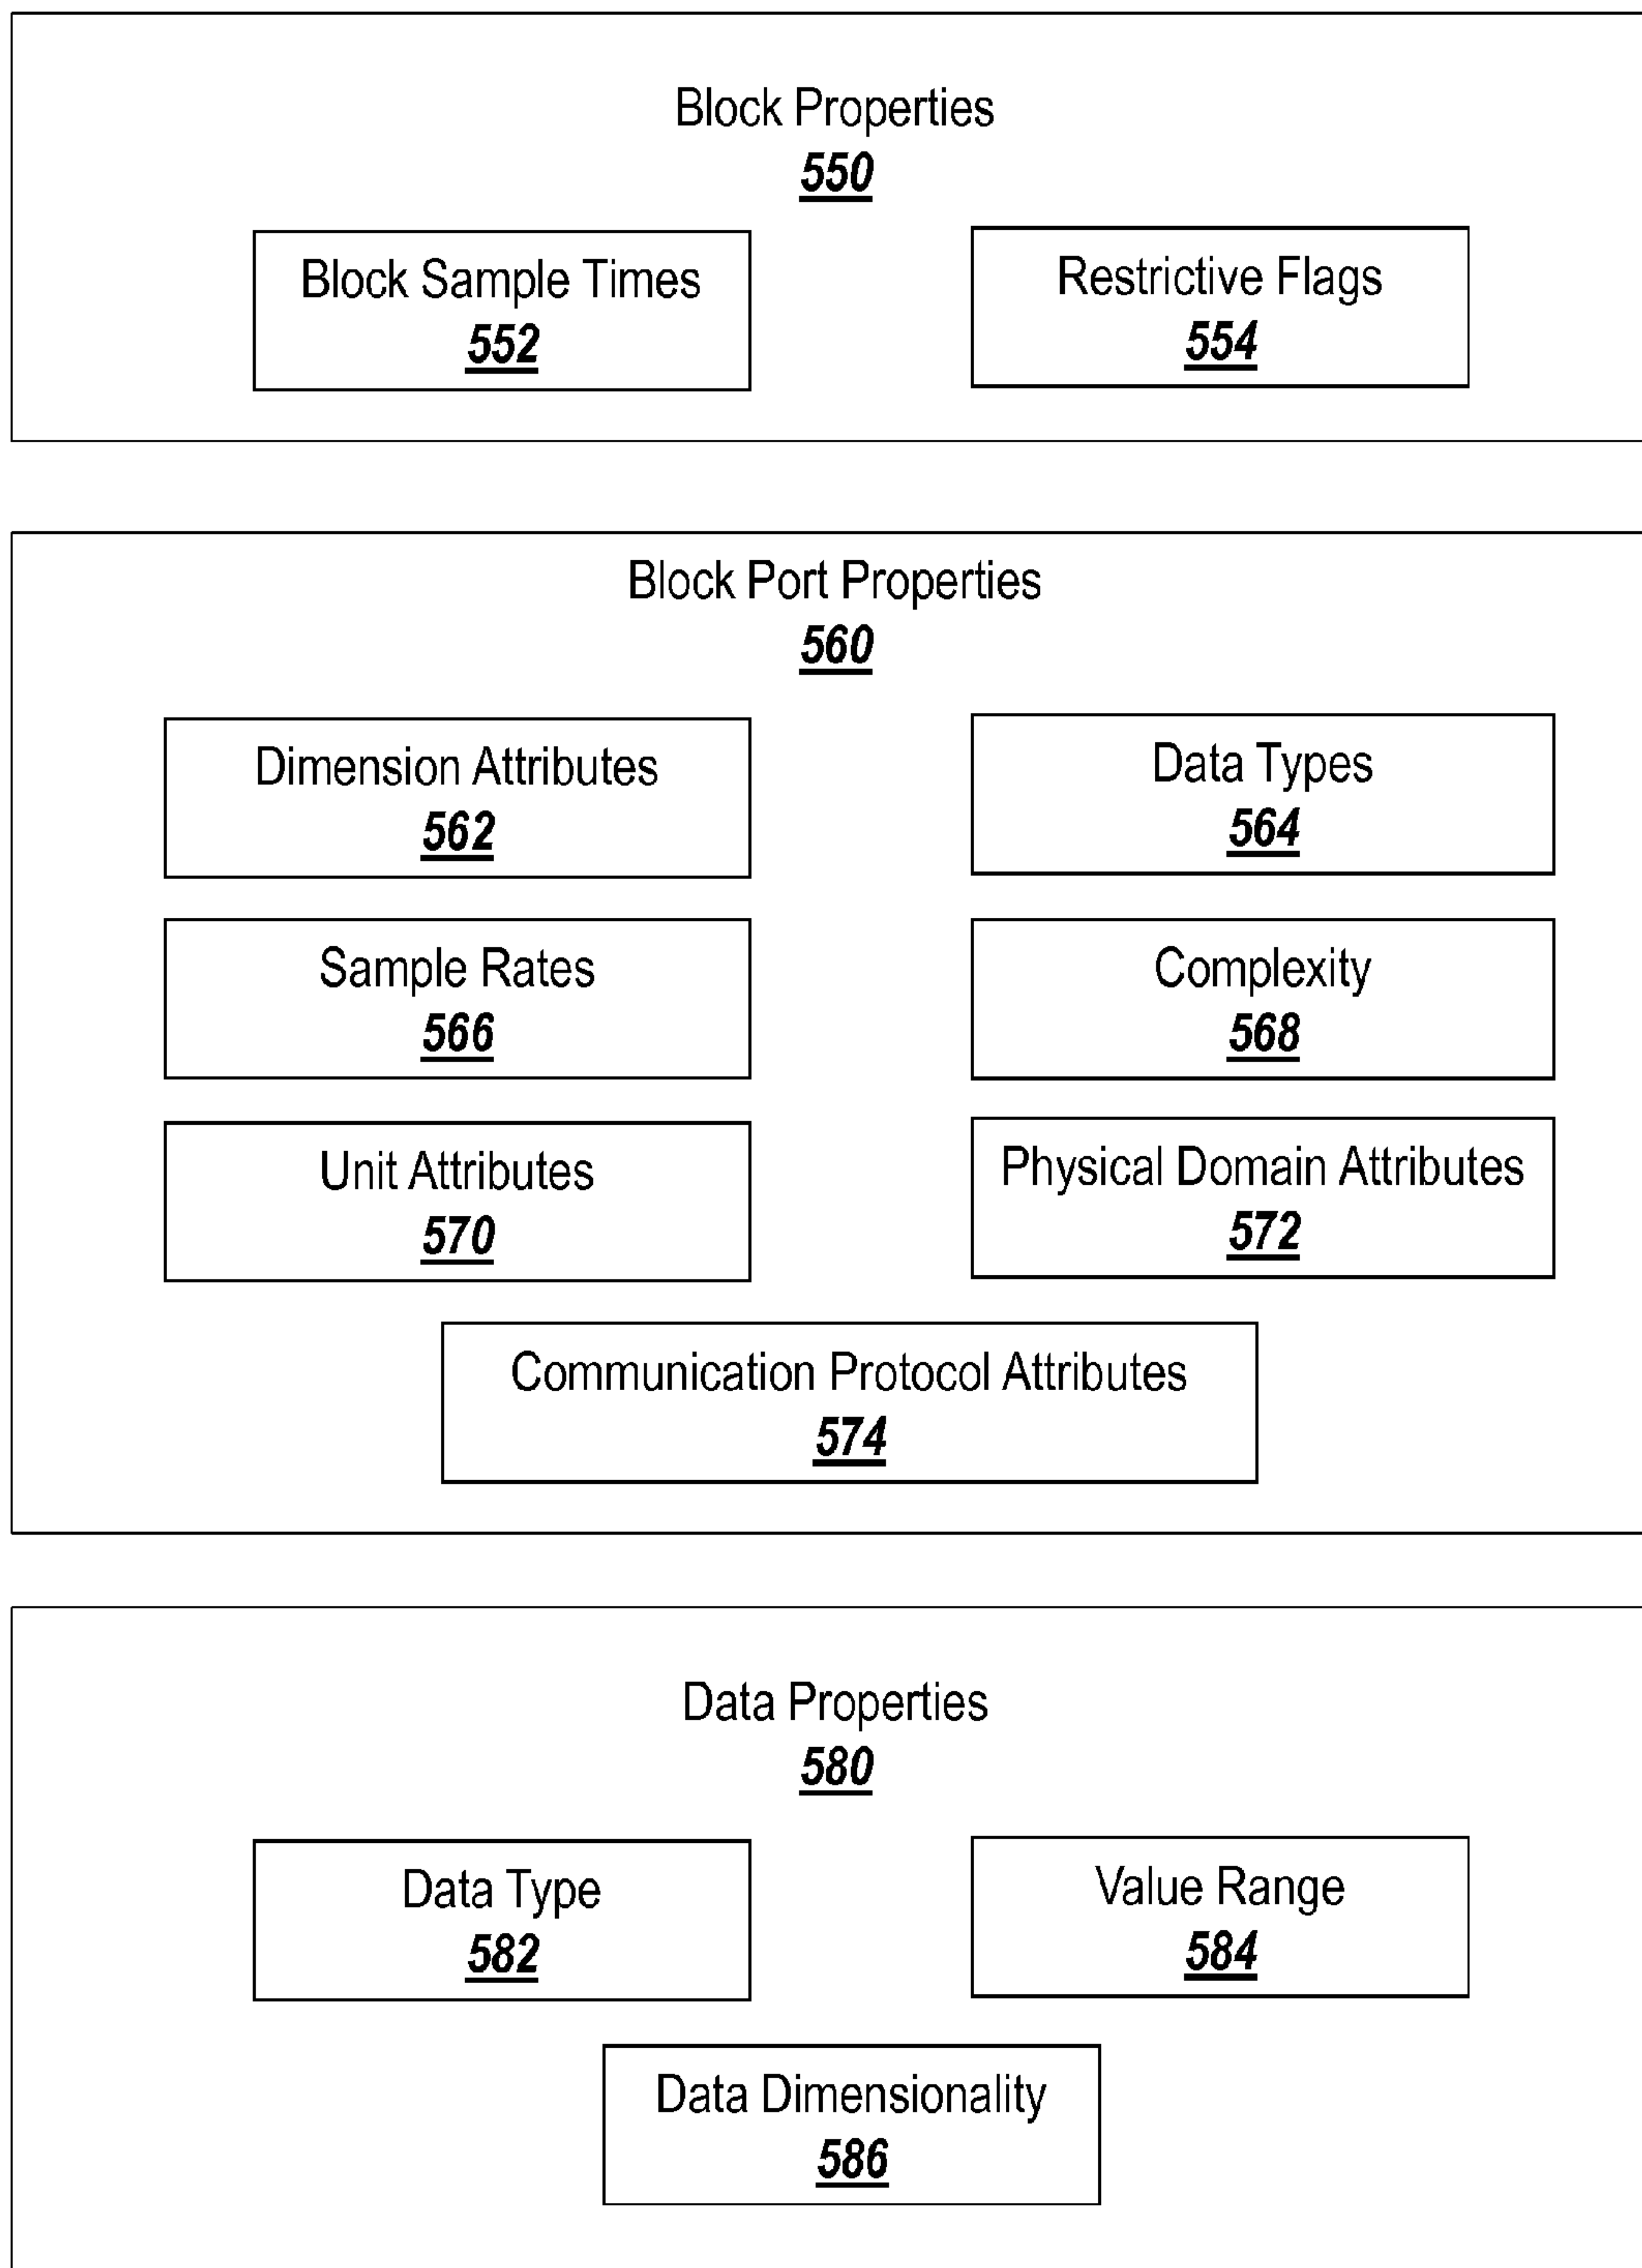 Block Properties
550
Block Sample Times
552
Restrictive Flags
554
Block Port Properties
560
Dimension Attributes
562
Data Types
564
Sample Rates
566
Complexity
568
Unit Attributes
570
Physical Domain Attributes
572
Communication Protocol Attributes
574
Data Properties
580
Data Type
582
Value Range
584
Data Dimensionality
586